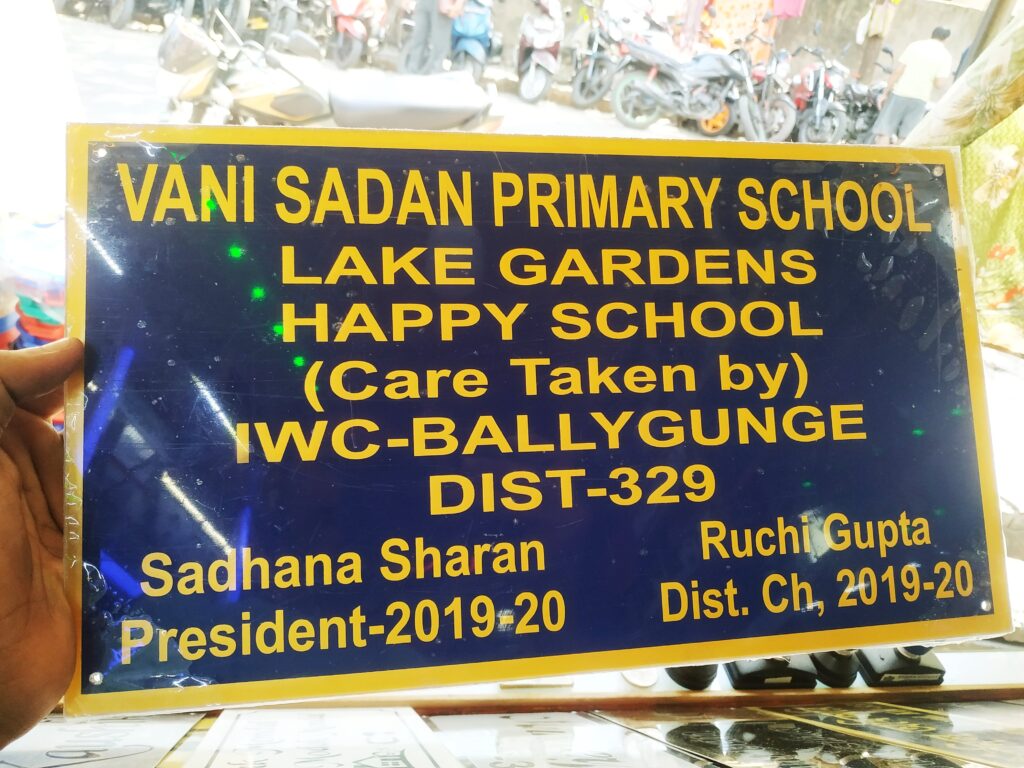 VANI SADAN PRIMARY SCHOOL
LAKE GARDENS
HAPPY SCHOOL
(Care Taken by)
IWC-BALLYGUNGE
DIST-329
Sadhana Sharan
President-2019-20
Ruchi Gupta
Dist. Ch, 2019-20